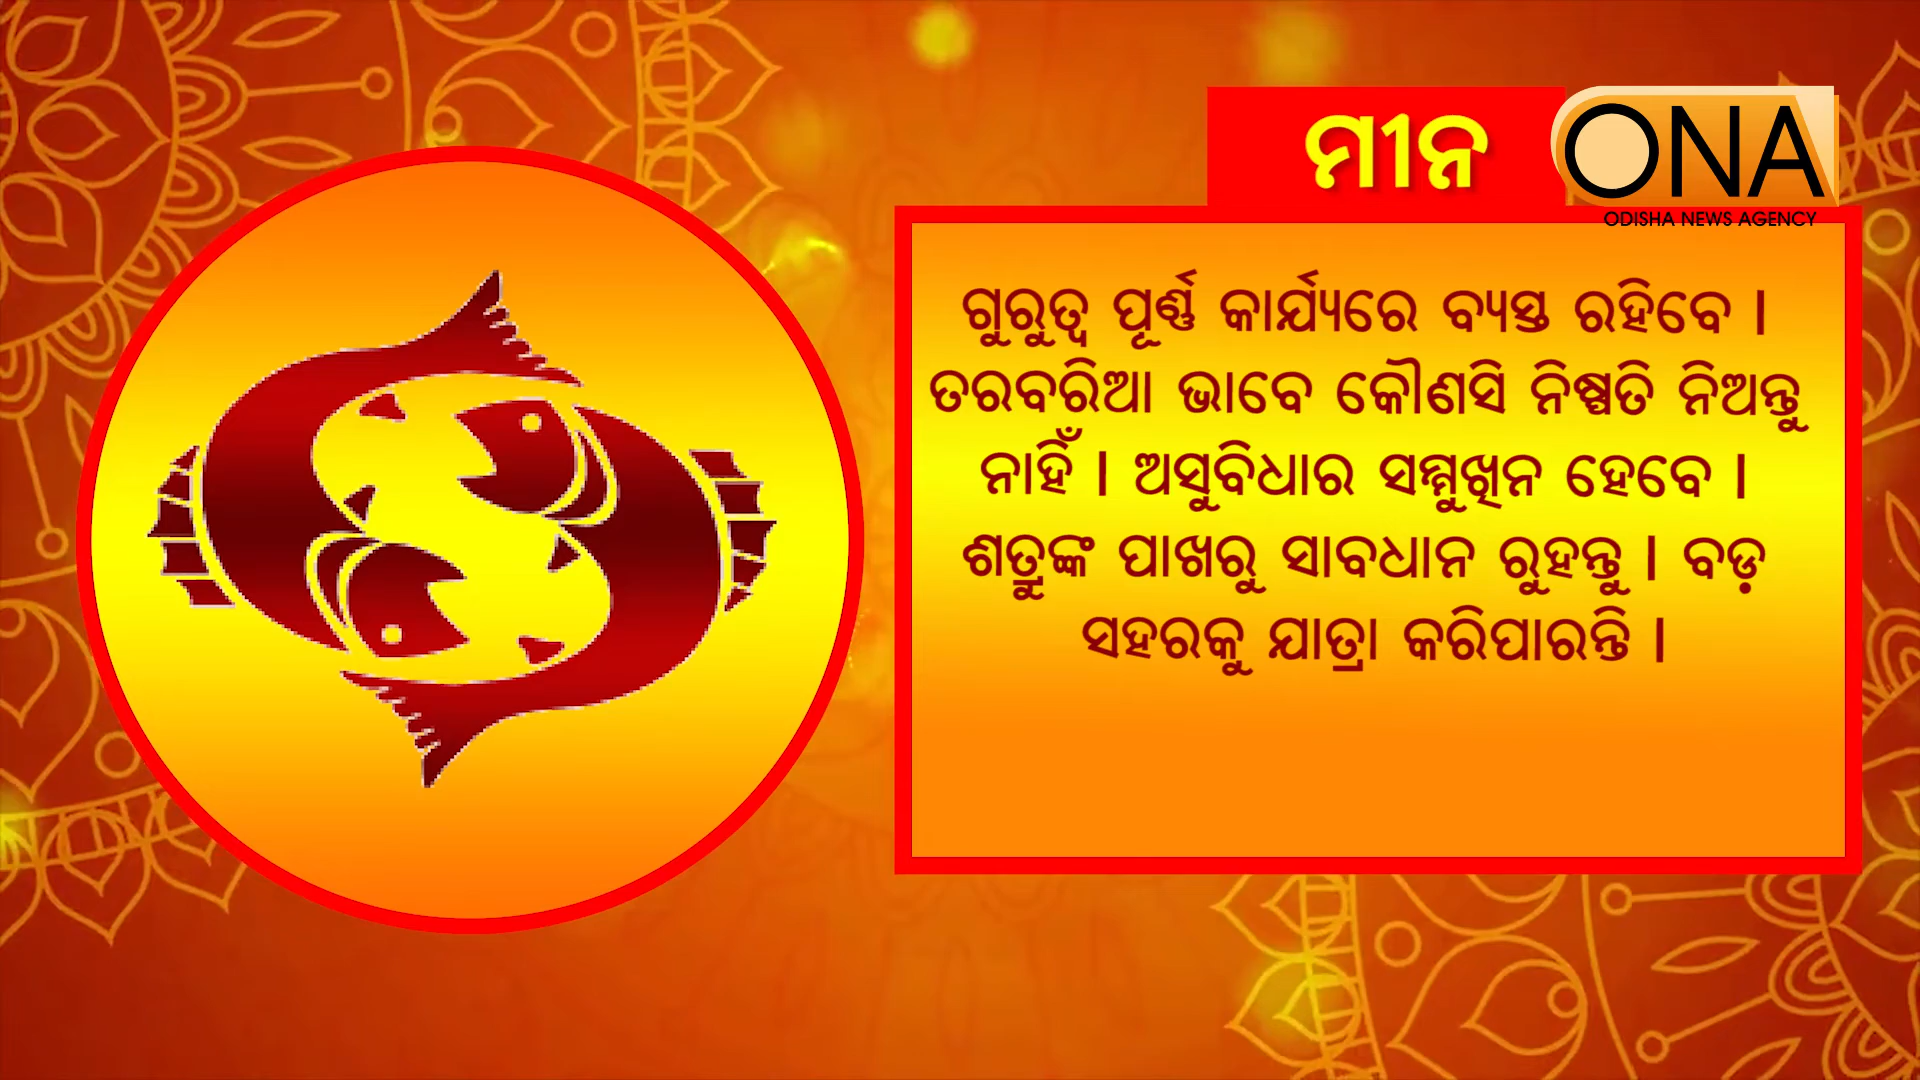 ମୀନ
ONA
ODISHA NEWS AGENCY
ଗୁରୁତ୍ୱ ପୂର୍ଣ୍ଣ କାର୍ଯ୍ୟରେ ବ୍ୟସ୍ତ ରହିବେ ।
ତରବରିଆ ଭାବେ କୌଣସି ନିଷ୍ପତି ନିଅନ୍ତୁ
ନାହିଁ । ଅସୁବିଧାର ସମ୍ମୁଖିନ ହେବେ ।
ଶତ୍ରୁଙ୍କ ପାଖରୁ ସାବଧାନ ରୁହନ୍ତୁ । ବଡ଼
ସହରକୁ ଯାତ୍ରା କରିପାରନ୍ତି ।